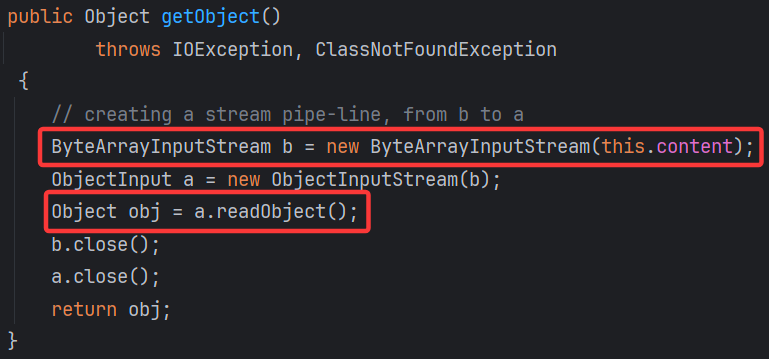 public Object getObject()
throws IOException, ClassNotFoundException
{
// creating a stream pipe-line, from b to a
ByteArrayInputStream b = new ByteArrayInputStream(this.content);
ObjectInput a = new ObjectInputStream(b);
Object obj = a.readObject();
b.close();
a.close();
return obj;
}